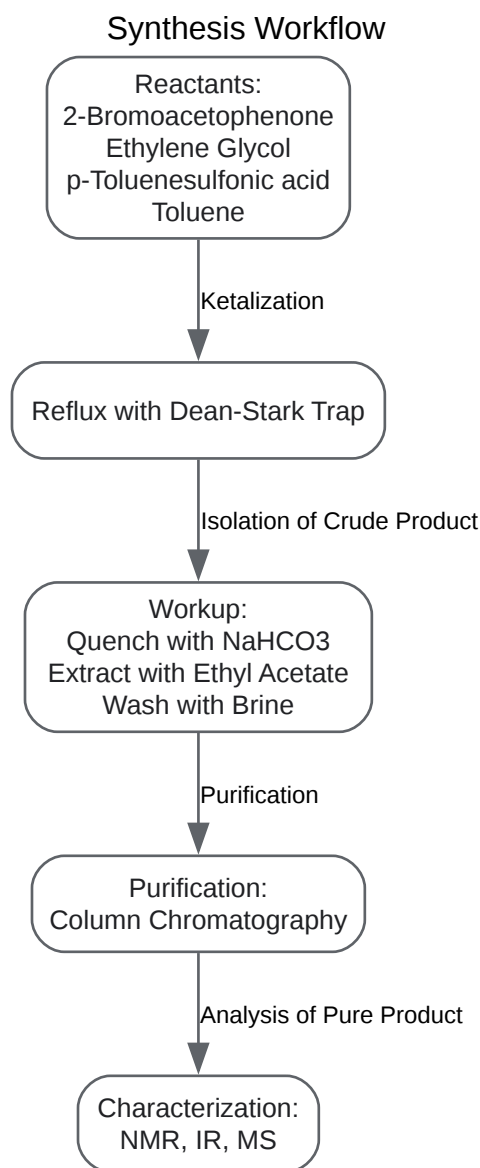 Synthesis Workflow
Reactants:
2-Bromoacetophenone
Ethylene Glycol
p-Toluenesulfonic acid
Toluene
Ketalization
Reflux with Dean-Stark Trap
Isolation of Crude Product
Workup:
Quench with NaHCO3
Extract with Ethyl Acetate
Wash with Brine
Purification
Purification:
Column Chromatography
Analysis of Pure Product
Characterization:
NMR, IR, MS